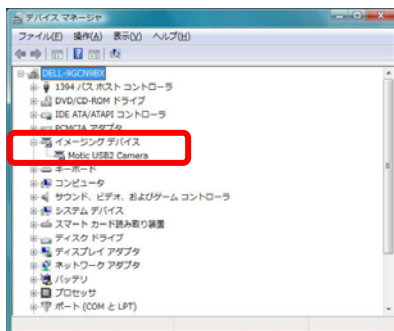 デバイス マネージャ
ファイル(F) 操作(A) 表示(V) ヘルプ(H)
DELL-9GCN9BX
1394 バス ホスト コントローラ
DVD/CD-ROM ドライブ
IDE ATA/ATAPI コントローラ
PCMCIA アダプタ
イメージング デバイス
Motic USB2 Camera
キーボード
コンピュータ
サウンド、ビデオ、およびゲーム コントローラ
システム デバイス
スマート カード読み取り装置
ディスク ドライブ
ディスプレイ アダプタ
ネットワーク アダプタ
バッテリ
プロセッサ
ポート (COM と LPT)